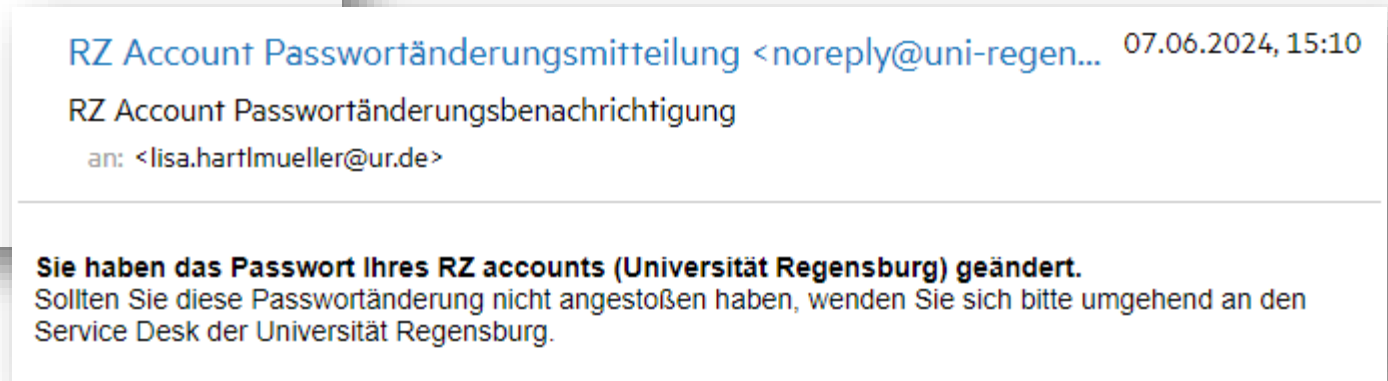 RZ Account Passwortänderungsmitteilung <noreply@uni-regen... 07.06.2024, 15:10
RZ Account Passwortänderungsbenachrichtigung
an: <lisa.hartlmueller@ur.de>
Sie haben das Passwort Ihres RZ accounts (Universität Regensburg) geändert.
Sollten Sie diese Passwortänderung nicht angestoßen haben, wenden Sie sich bitte umgehend an den
Service Desk der Universität Regensburg.